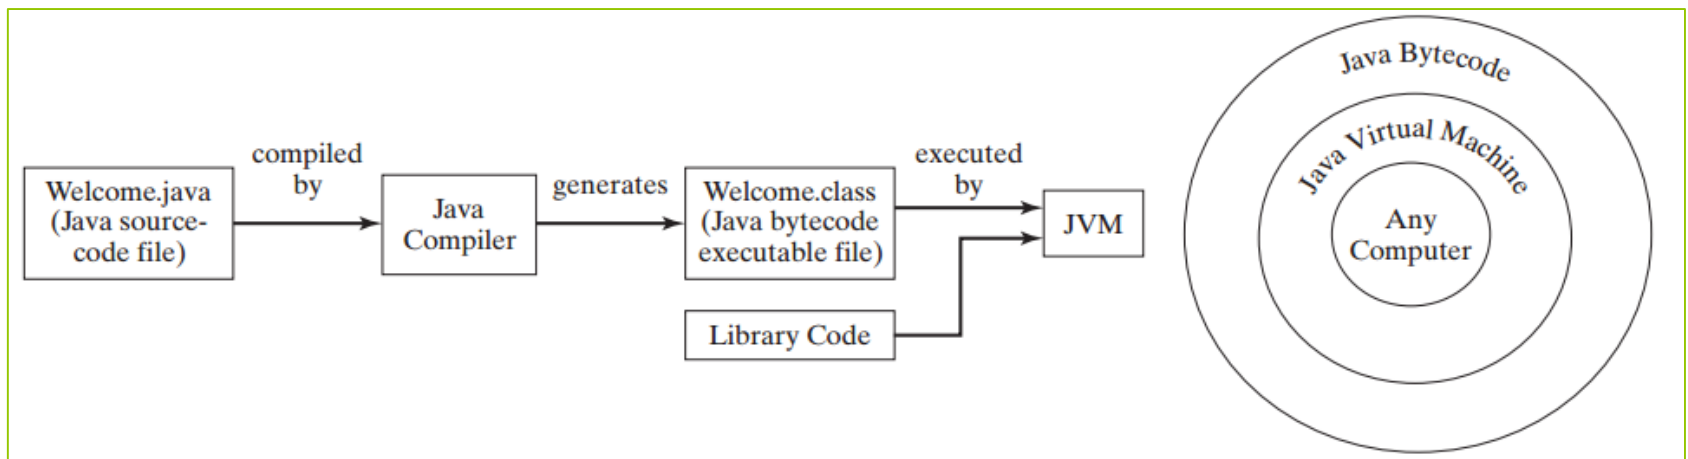 Welcome.java
(Java source-
code file)
compiled
by
Java
Compiler
generates
Welcome.class
(Java bytecode
executable file)
executed
by
JVM
Library Code
Java Bytecode
Java Virtual Machine
Any
Computer